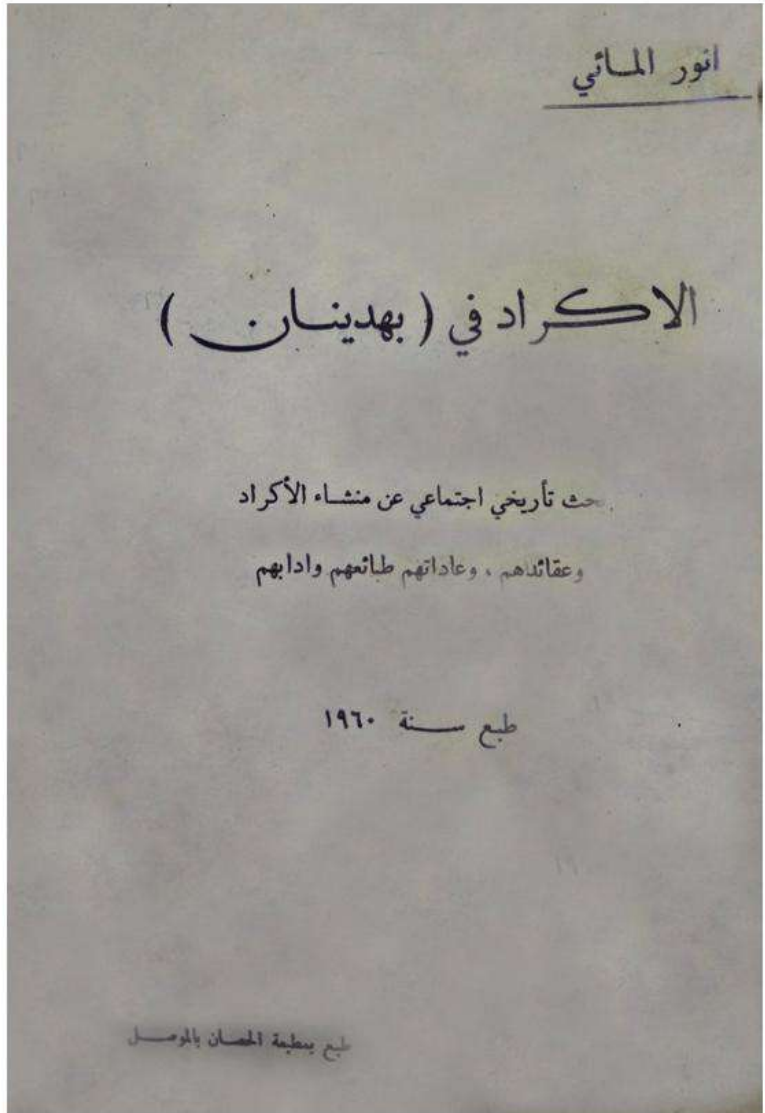 انور المائي
الاكراد في ( بهدينان )
بحث تأريخي اجتماعي عن منشاء الأكراد
وعقائدهم ، وعاداتهم طبائعهم وادابهم
طبع سنة ١٩٦٠
طبع بمطبعة الحصان بالموصل